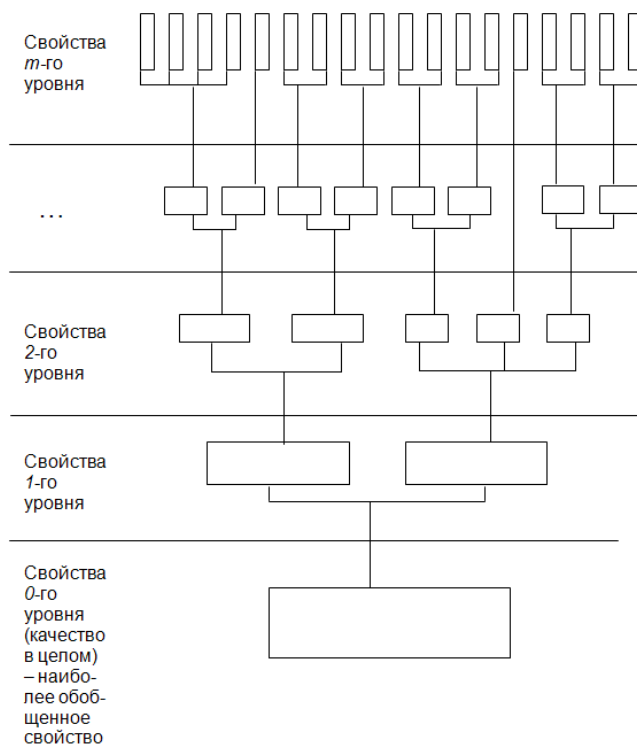 Свойства
m-го
уровня
...
Свойства
2-го
уровня
Свойства
1-го
уровня
Свойства
0-го
уровня
(качество
в целом)
– наибо-
лее обоб-
щенное
свойство